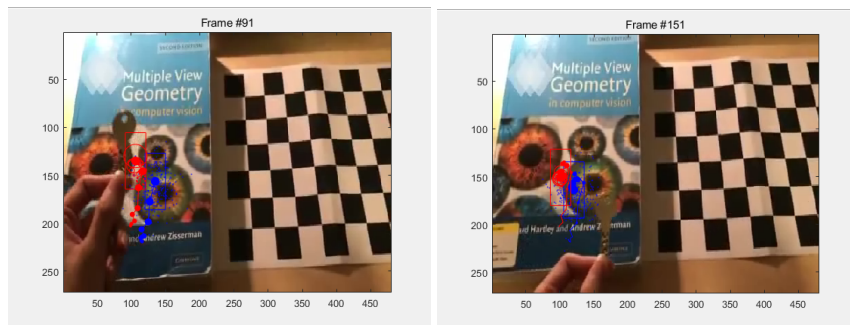 Frame #91
SECOND EDITION
Multiple View
Geometry
in computer vision
Andrew Zisserman
CAMBRIDGE
50
100
150
200
250
50
100
150
200
250
300
350
400
450
Frame #151
SECOND EDITION
Multiple View
Geometry
in computer vision
Hartley and Andrew Zisserman
50
100
150
200
250
50
100
150
200
250
300
350
400
450